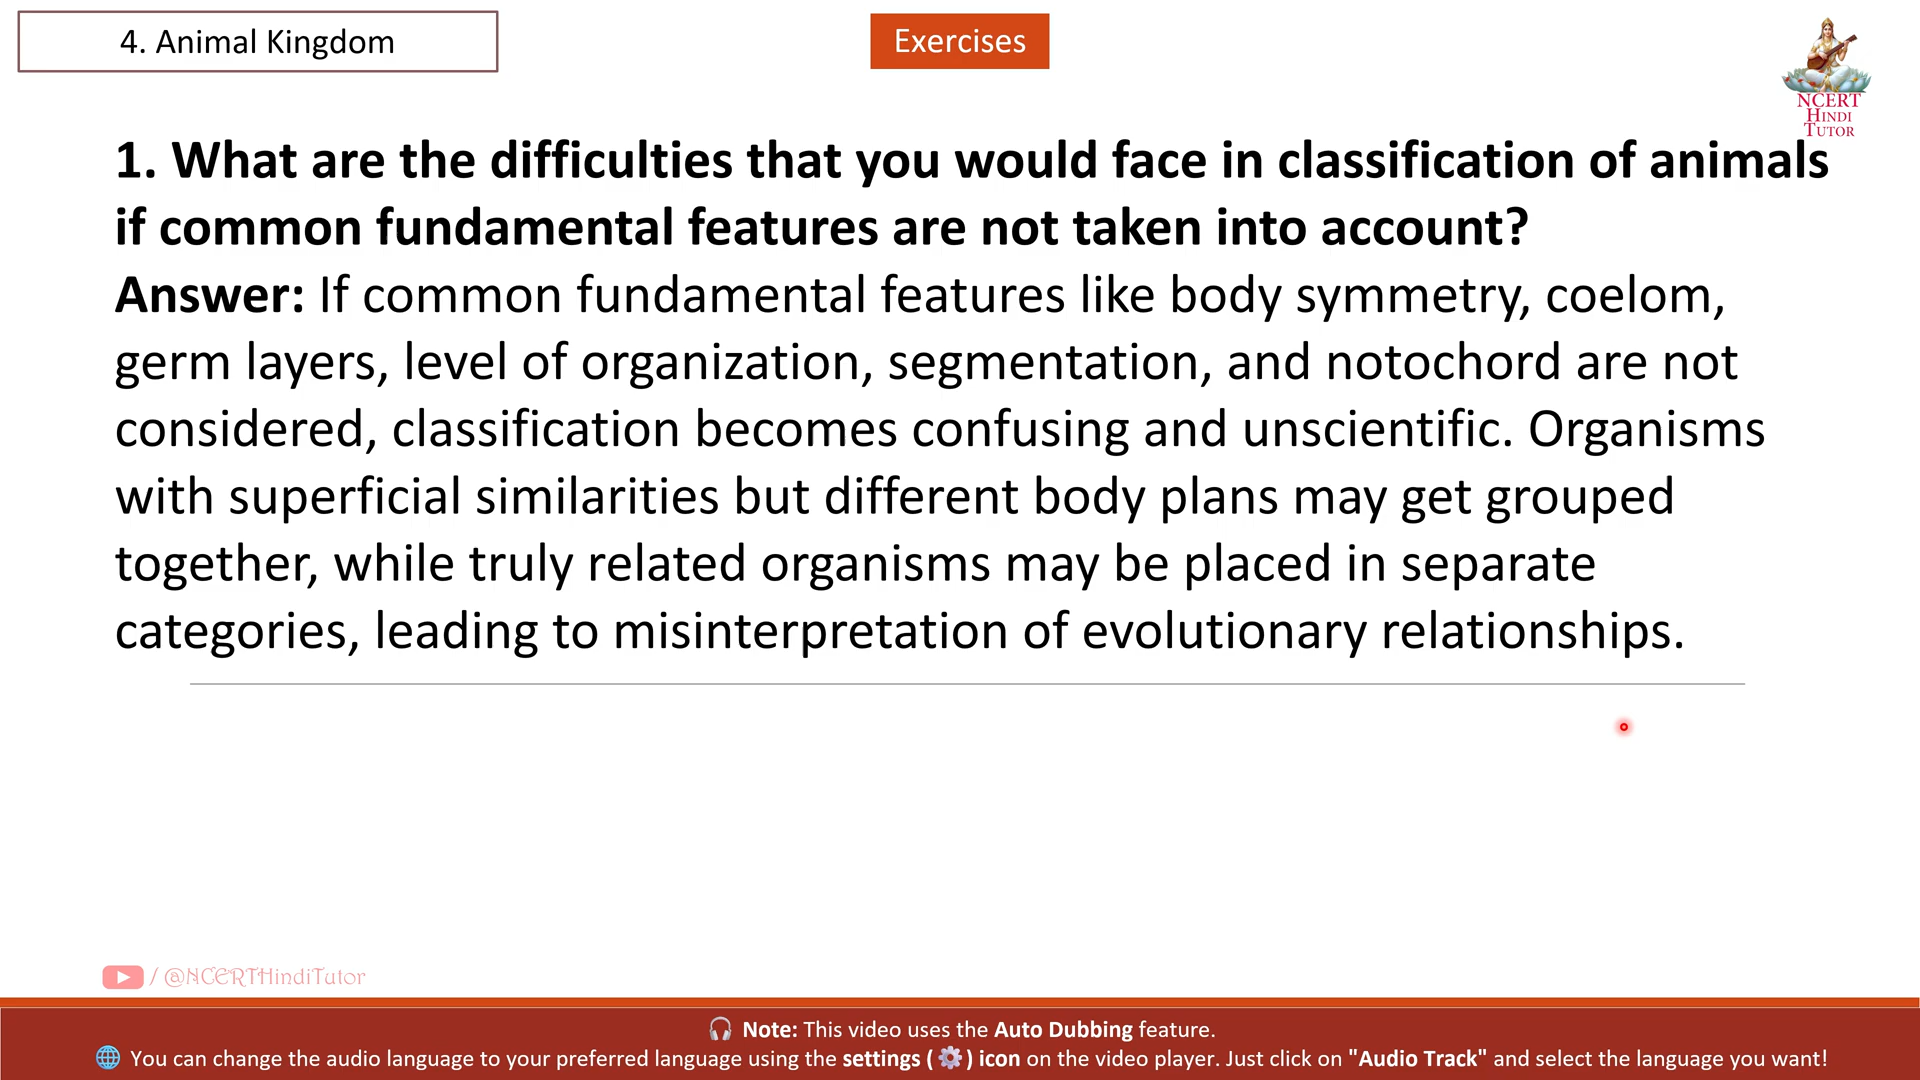 4. Animal Kingdom
Exercises
NCERT
HINDI
TUTOR
1. What are the difficulties that you would face in classification of animals
if common fundamental features are not taken into account?
Answer: If common fundamental features like body symmetry, coelom,
germ layers, level of organization, segmentation, and notochord are not
considered, classification becomes confusing and unscientific. Organisms
with superficial similarities but different body plans may get grouped
together, while truly related organisms may be placed in separate
categories, leading to misinterpretation of evolutionary relationships.
/ @NCERTHindiTutor
Note: This video uses the Auto Dubbing feature.
You can change the audio language to your preferred language using the settings ( ) icon on the video player. Just click on "Audio Track" and select the language you want!